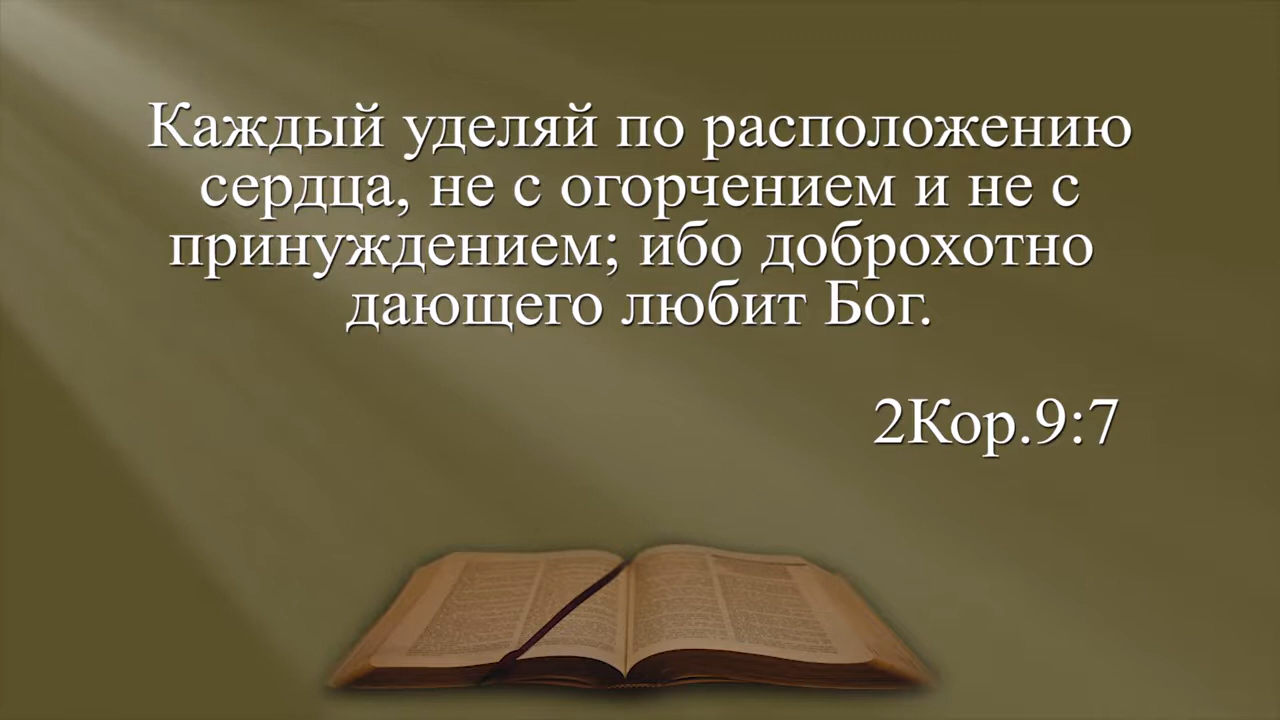 Каждый уделяй по расположению
сердца, не с огорчением и не с
принуждением; ибо доброхотно
дающего любит Бог.
2Кор.9:7